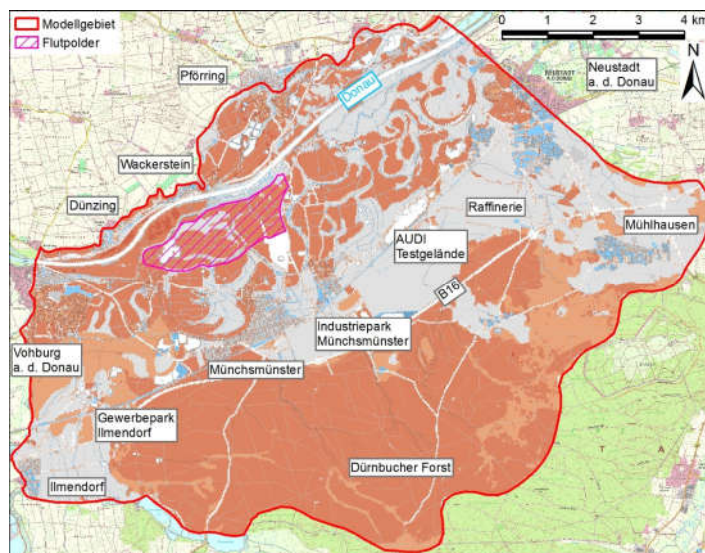 Modellgebiet
Flutpolder
0 1 2 4 km
N
Pförring
Donau
Neustadt
a. d. Donau
NEUSTADT
Wackerstein
Dünzing
Raffinerie
Mühlhausen
AUDI
Testgelände
B16
Industriepark
Münchsmünster
Vohburg
a. d. Donau
Münchsmünster
Gewerbepark
Ilmendorf
Dürnbucher Forst
T A
Ilmendorf